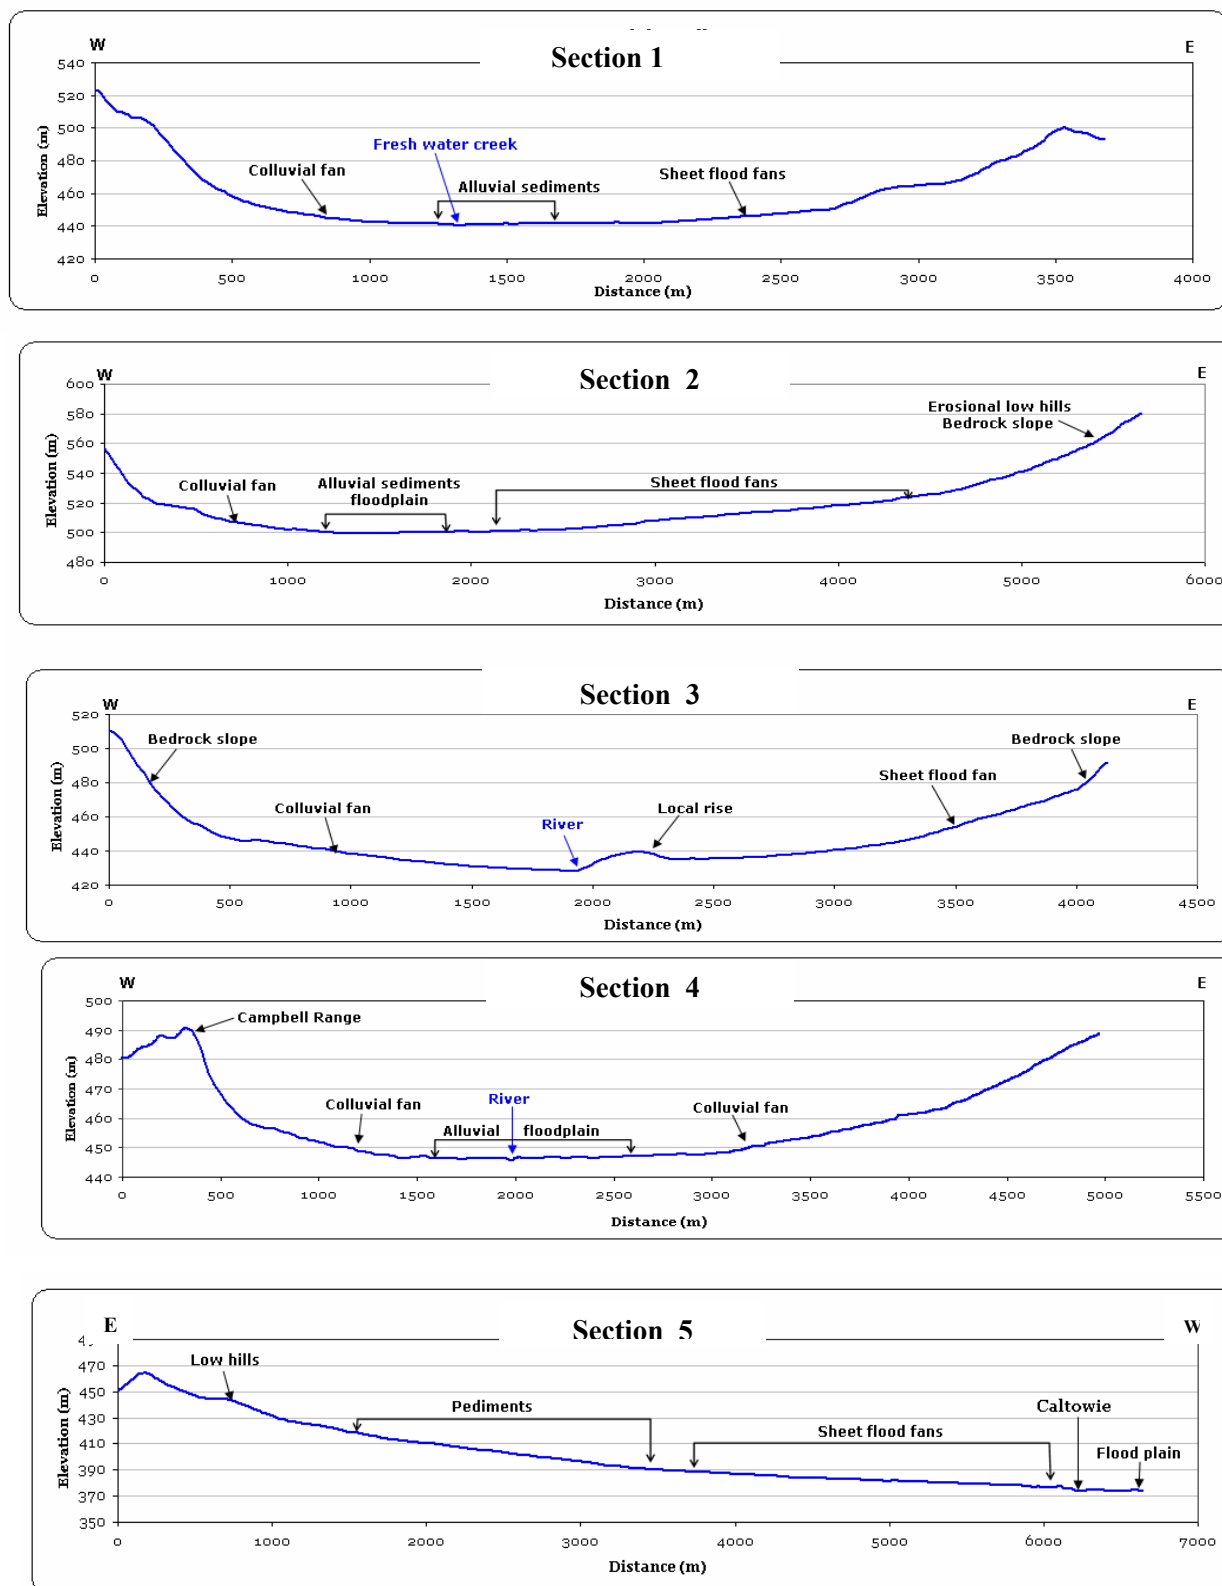 Section 1
W
E
540
520
500
480
460
440
420
Elevation (m)
Fresh water creek
Colluvial fan
Alluvial sediments
Sheet flood fans
0 500 1000 1500 2000 2500 3000 3500 4000
Distance (m)
Section 2
W
E
600
580
560
540
520
500
480
Elevation (m)
Erosional low hills
Bedrock slope
Colluvial fan
Alluvial sediments
floodplain
Sheet flood fans
0 1000 2000 3000 4000 5000 6000
Distance (m)
Section 3
W
E
520
500
480
460
440
420
Elevation (m)
Bedrock slope
Bedrock slope
Sheet flood fan
Colluvial fan
River
Local rise
0 500 1000 1500 2000 2500 3000 3500 4000 4500
Distance (m)
Section 4
W
E
500
490
480
470
460
450
440
Elevation (m)
Campbell Range
Colluvial fan
River
Colluvial fan
Alluvial floodplain
0 500 1000 1500 2000 2500 3000 3500 4000 4500 5000 5500
Distance (m)
Section 5
E
W
470
450
430
410
390
370
350
Elevation (m)
Low hills
Pediments
Caltowie
Sheet flood fans
Flood plain
0 1000 2000 3000 4000 5000 6000 7000
Distance (m)